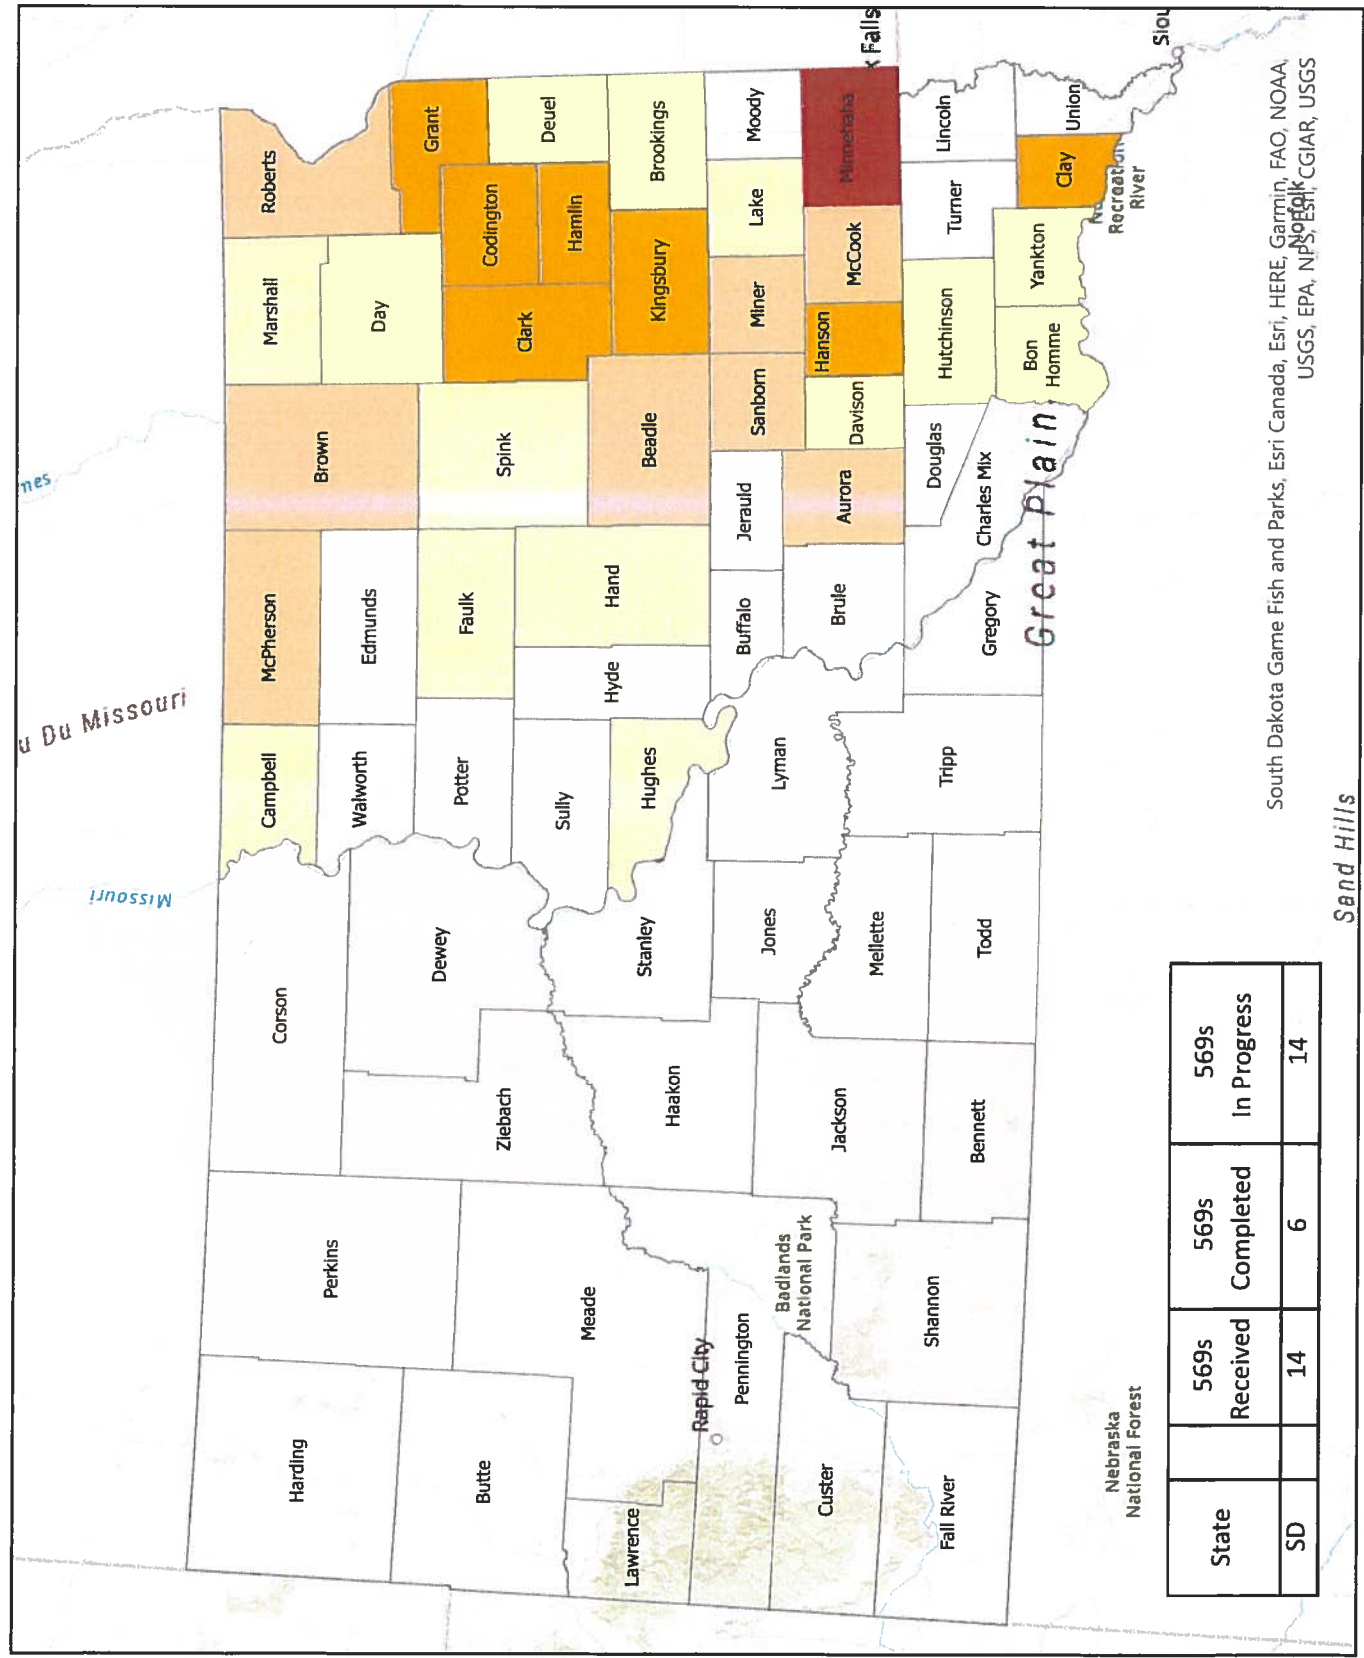 u Du Missouri
nes
Missouri
Harding
Perkins
Corson
Campbell
McPherson
Brown
Marshall
Roberts
Walworth
Edmunds
Day
Grant
Butte
Meade
Ziebach
Dewey
Potter
Faulk
Spink
Clark
Codington
Hamlin
Deuel
Lawrence
Haakon
Stanley
Sully
Hyde
Hand
Hughes
Beadle
Kingsbury
Brookings
Rapid City
Pennington
Badlands
National Park
Jackson
Jones
Lyman
Buffalo
Jerauld
Brule
Aurora
Sanborn
Miner
Lake
Moody
Davison
Hanson
McCook
Minnehaha
x Falls
Custer
Shannon
Fall River
Bennett
Mellette
Todd
Tripp
Gregory
Charles Mix
Douglas
Hutchinson
Turner
Lincoln
Bon
Homme
Yankton
Clay
Union
Great Plain
Recreation
River
Siou
Norfolk
Nebraska
National Forest
South Dakota Game Fish and Parks, Esri Canada, Esri, HERE, Garmin, FAO, NOAA,
USGS, EPA, NPS, Esri, CGIAR, USGS
Sand Hills
State 569s Received 569s Completed 569s In Progress
SD 14 6 14